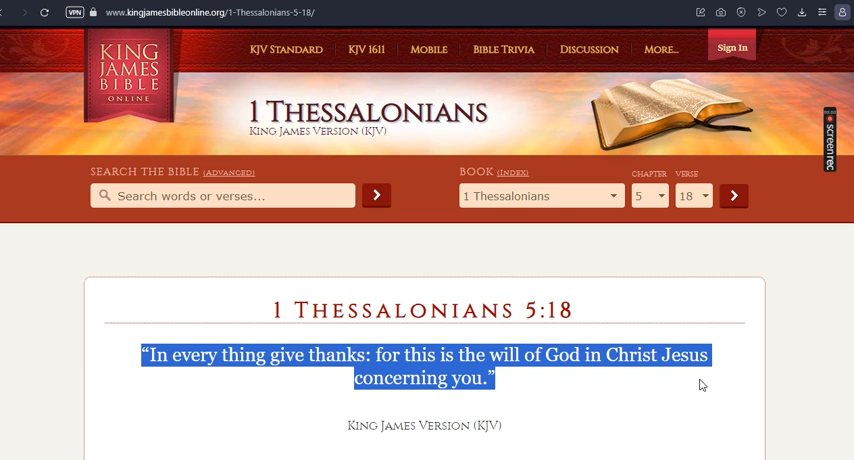 VPN www.kingjamesbibleonline.org/1-Thessalonians-5-18/
KING
JAMES
BIBLE
ONLINE
KJV STANDARD KJV 1611 MOBILE BIBLE TRIVIA DISCUSSION MORE... Sign In
1 THESSALONIANS
KING JAMES VERSION (KJV)
screenrec
SEARCH THE BIBLE (ADVANCED) BOOK (INDEX) CHAPTER VERSE
Search words or verses... 1 Thessalonians 5 18
1 THESSALONIANS 5:18
“In every thing give thanks: for this is the will of God in Christ Jesus
concerning you.”
KING JAMES VERSION (KJV)